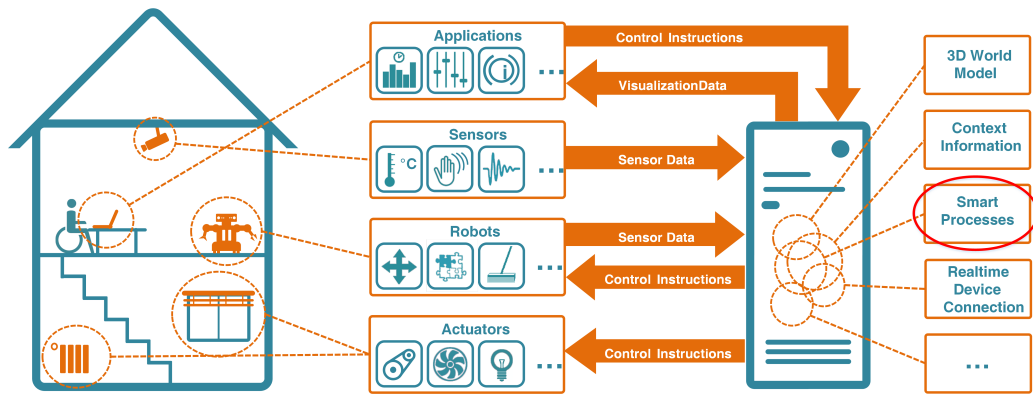 Applications
°C
i
...
Sensors
...
Robots
...
Actuators
...
Control Instructions
VisualizationData
Sensor Data
Sensor Data
Control Instructions
Control Instructions
3D World
Model
Context
Information
Smart
Processes
Realtime
Device
Connection
...